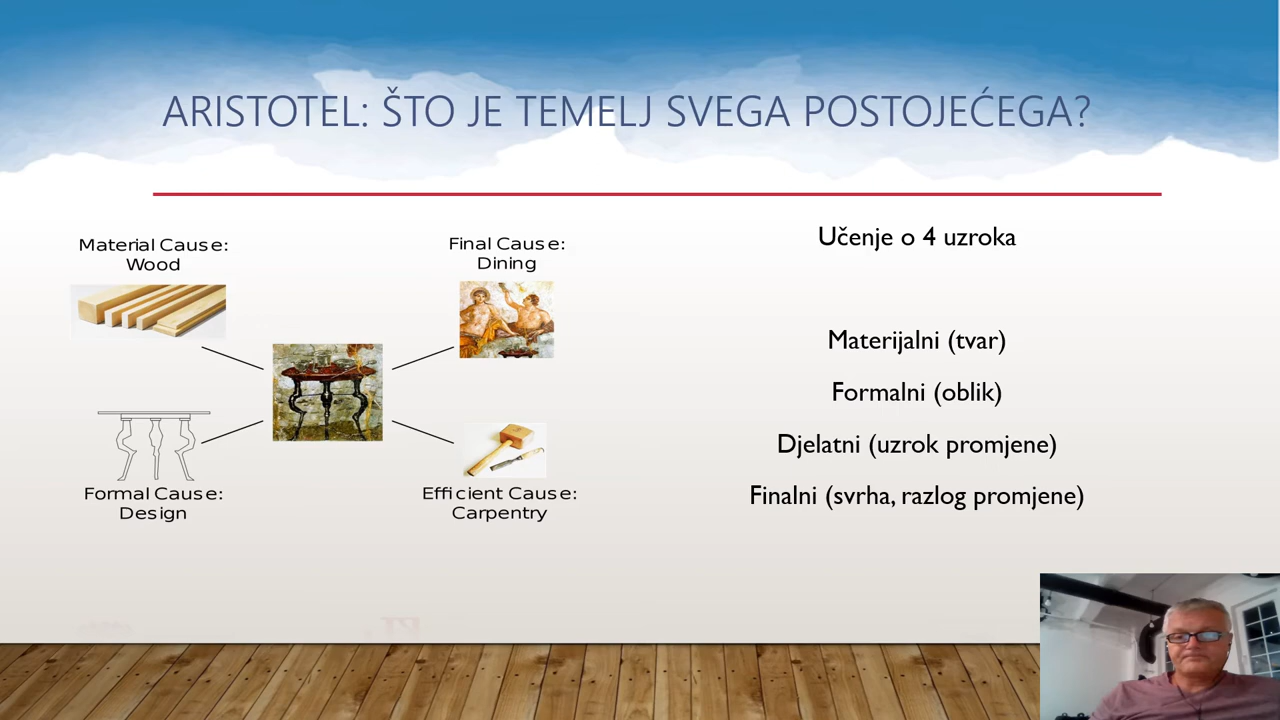 ARISTOTEL: ŠTO JE TEMELJ SVEGA POSTOJEĆEGA?
Material Cause:
Wood
Final Cause:
Dining
Formal Cause:
Design
Efficient Cause:
Carpentry
Učenje o 4 uzroka
Materijalni (tvar)
Formalni (oblik)
Djelatni (uzrok promjene)
Finalni (svrha, razlog promjene)